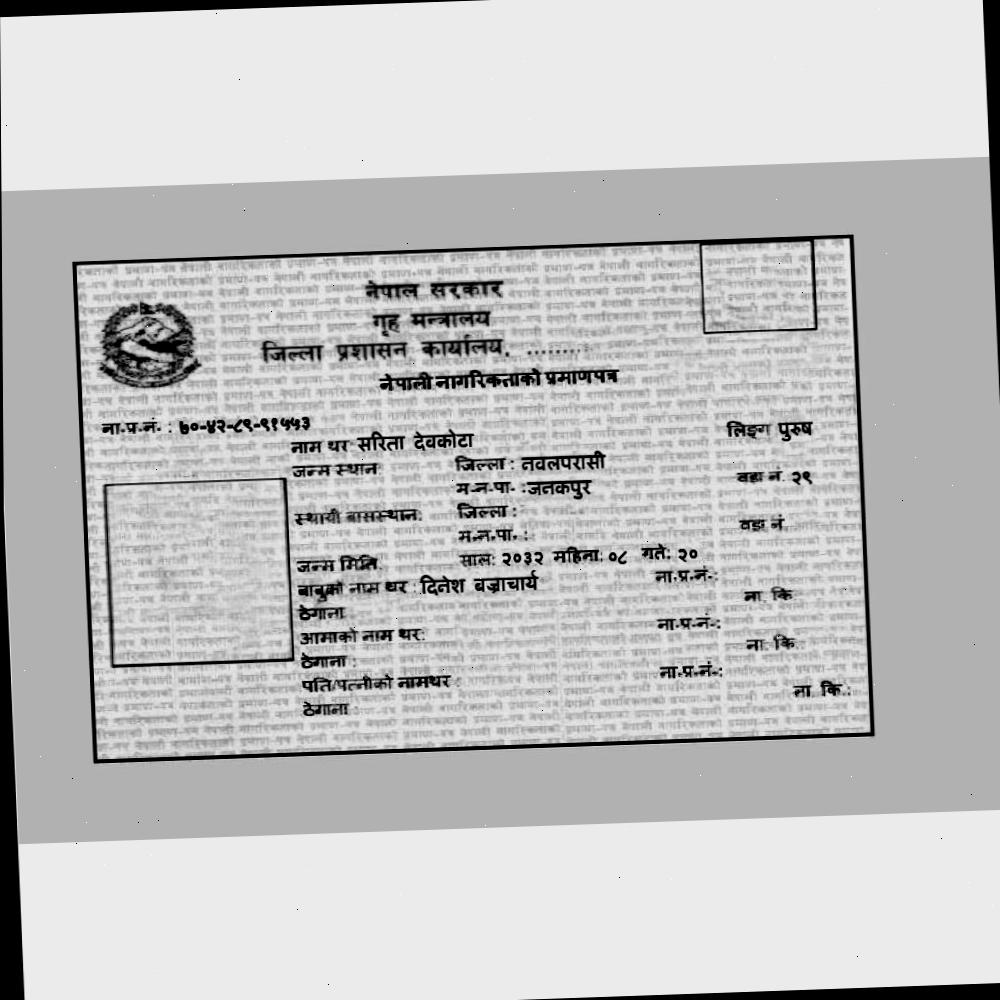 नेपाल सरकार
गृह मन्त्रालय
जिल्ला प्रशासन कार्यालय, ........
नेपाली नागरिकताको प्रमाणपत्र
ना.प्र.नं. : ७०-४२-८९-९१५५३
लिङ्ग पुरुष
नाम थर सरिता देवकोटा
जन्म स्थान: जिल्ला : नवलपरासी
म.न.पा. :जनकपुर वडा नं. २९
स्थायी बासस्थान: जिल्ला :
म.न.पा. : वडा नं.
जन्म मिति: साल: २०३२ महिना: ०८ गते: २०
बाबुको नाम थर : दिनेश बज्राचार्य ना.प्र.नं.:
ठेगाना ना. कि.
आमाको नाम थर: ना.प्र.नं.:
ठेगाना : ना. कि.:
पति/पत्नीको नामथर : ना.प्र.नं.:
ठेगाना : ना. कि.: